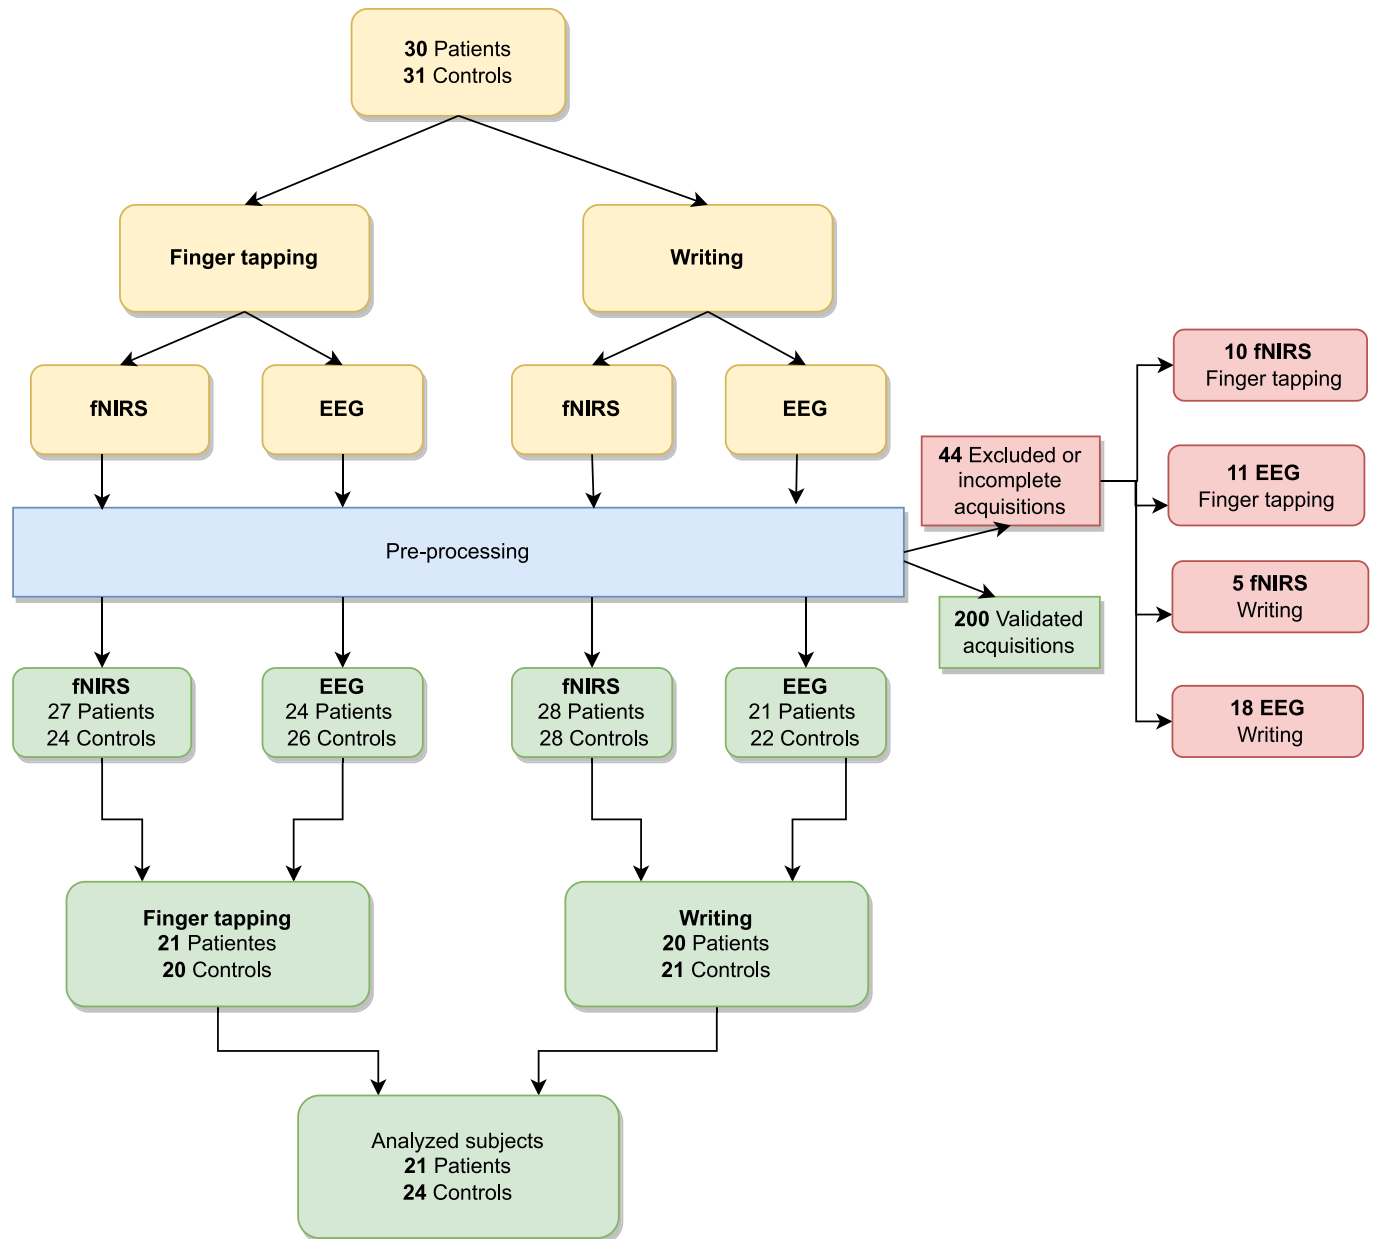 30 Patients
31 Controls
Finger tapping
Writing
fNIRS
EEG
fNIRS
EEG
Pre-processing
44 Excluded or
incomplete
acquisitions
200 Validated
acquisitions
10 fNIRS
Finger tapping
11 EEG
Finger tapping
5 fNIRS
Writing
18 EEG
Writing
fNIRS
27 Patients
24 Controls
EEG
24 Patients
26 Controls
fNIRS
28 Patients
28 Controls
EEG
21 Patients
22 Controls
Finger tapping
21 Patientes
20 Controls
Writing
20 Patients
21 Controls
Analyzed subjects
21 Patients
24 Controls